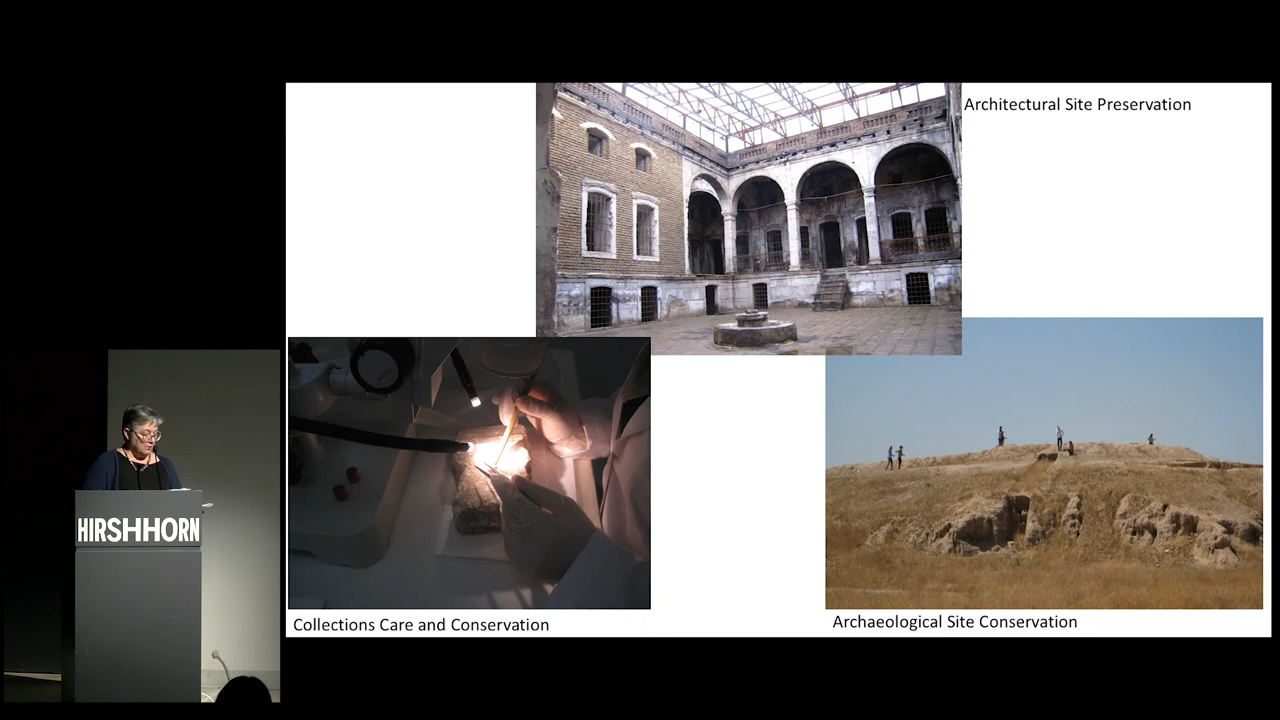 Architectural Site Preservation
HIRSHHORN
Collections Care and Conservation
Archaeological Site Conservation